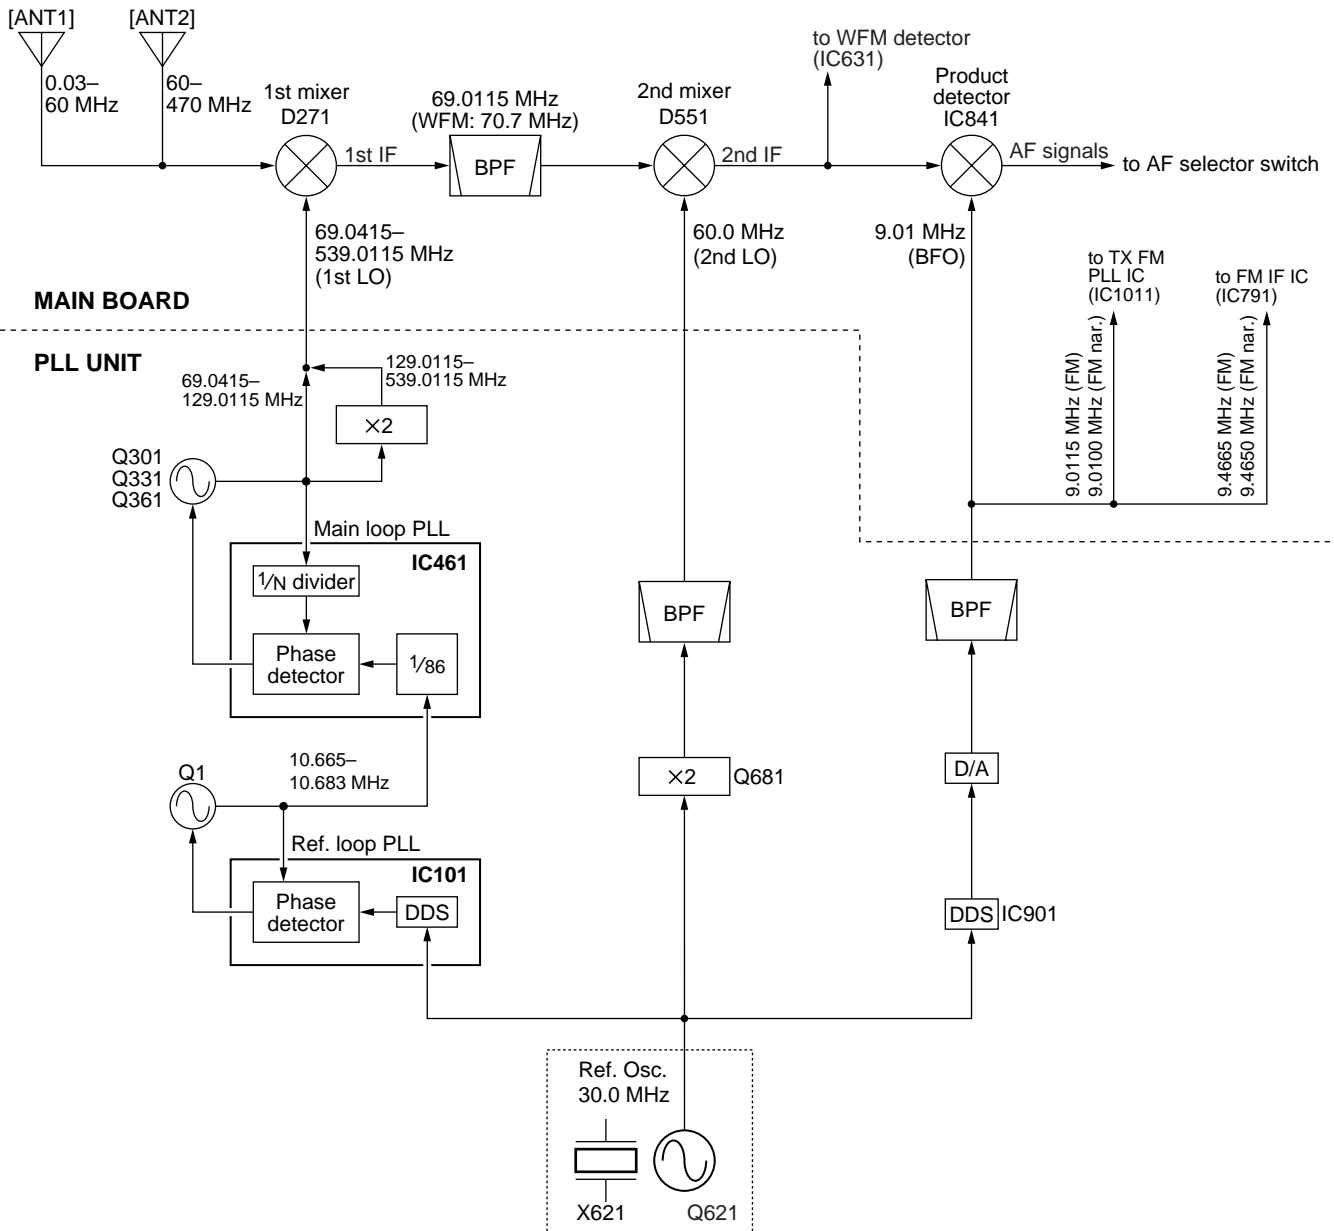 [ANT1]
[ANT2]
0.03–
60 MHz
60–
470 MHz
1st mixer
D271
1st IF
69.0115 MHz
(WFM: 70.7 MHz)
BPF
2nd mixer
D551
2nd IF
to WFM detector
(IC631)
Product
detector
IC841
AF signals
to AF selector switch
69.0415–
539.0115 MHz
(1st LO)
60.0 MHz
(2nd LO)
9.01 MHz
(BFO)
to TX FM
PLL IC
(IC1011)
to FM IF IC
(IC791)
9.0115 MHz (FM)
9.0100 MHz (FM nar.)
9.4665 MHz (FM)
9.4650 MHz (FM nar.)
MAIN BOARD
PLL UNIT
69.0415–
129.0115 MHz
129.0115–
539.0115 MHz
×2
Q301
Q331
Q361
Main loop PLL
IC461
1/N divider
Phase
detector
1/86
BPF
BPF
10.665–
10.683 MHz
Q1
×2
Q681
D/A
Ref. loop PLL
IC101
Phase
detector
DDS
DDS
IC901
Ref. Osc.
30.0 MHz
X621
Q621